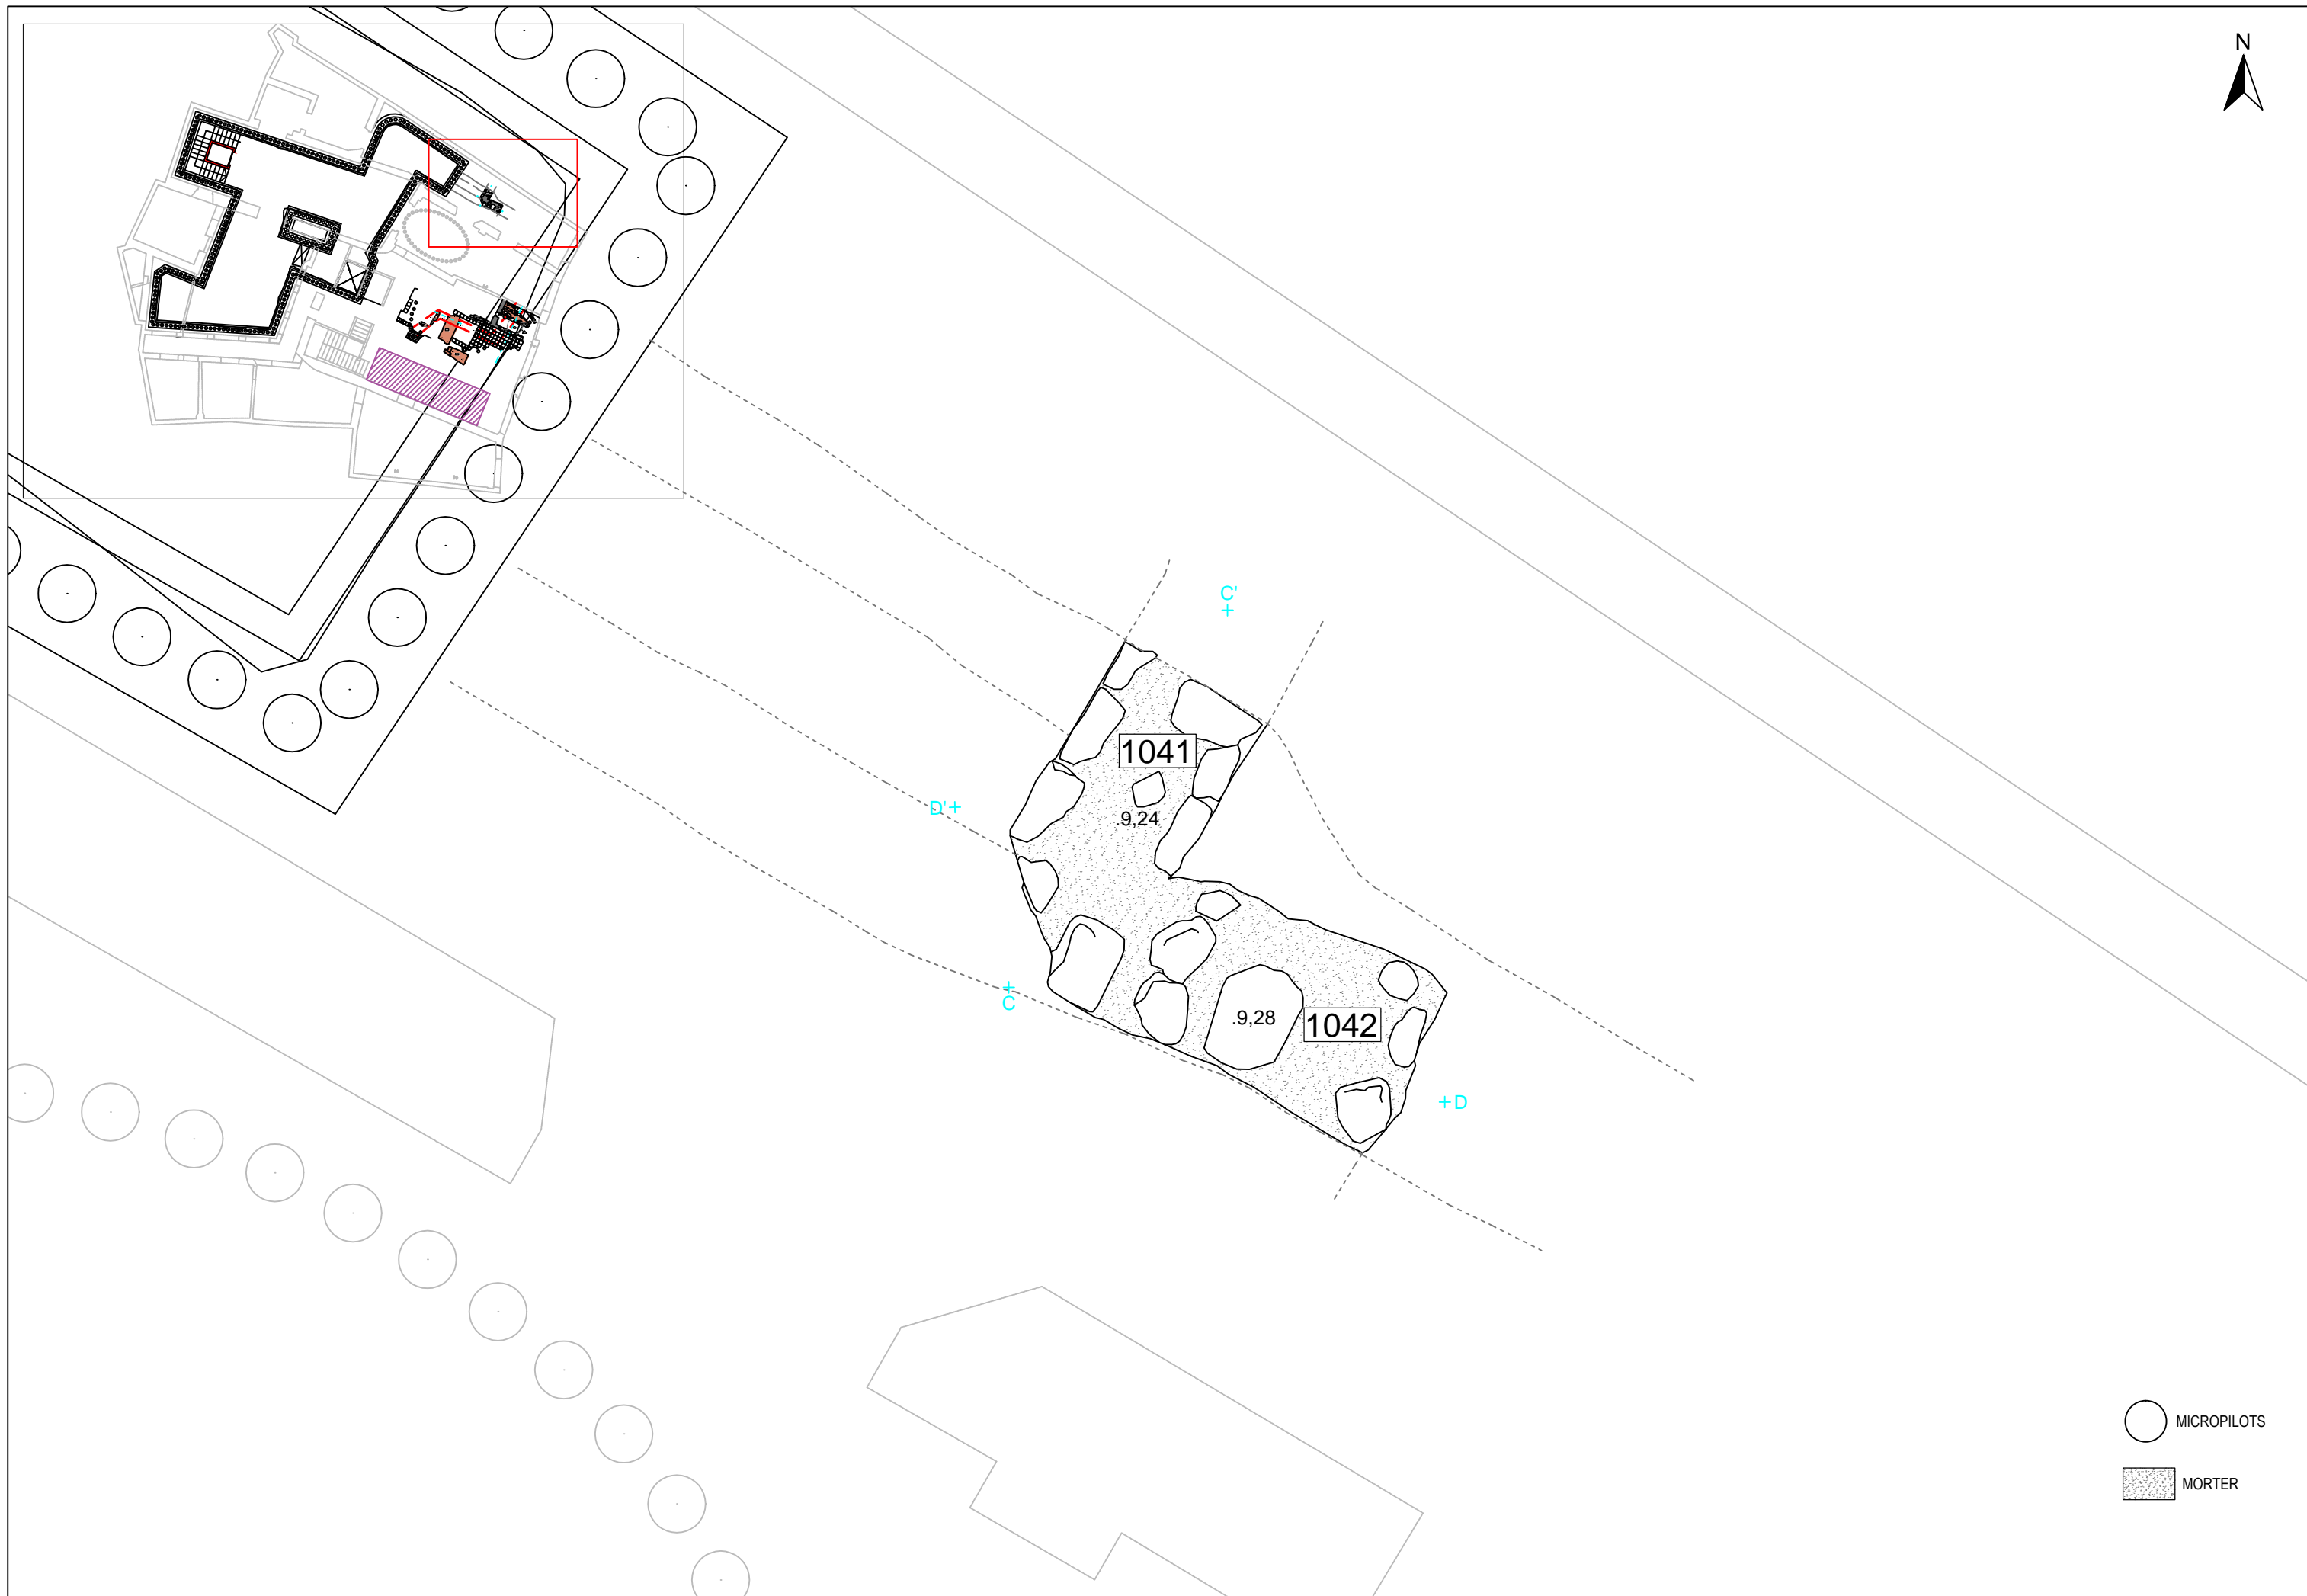 N
C'
1041
D'
.9,24
C
.9,28
1042
D
MICROPILOTS
MORTER